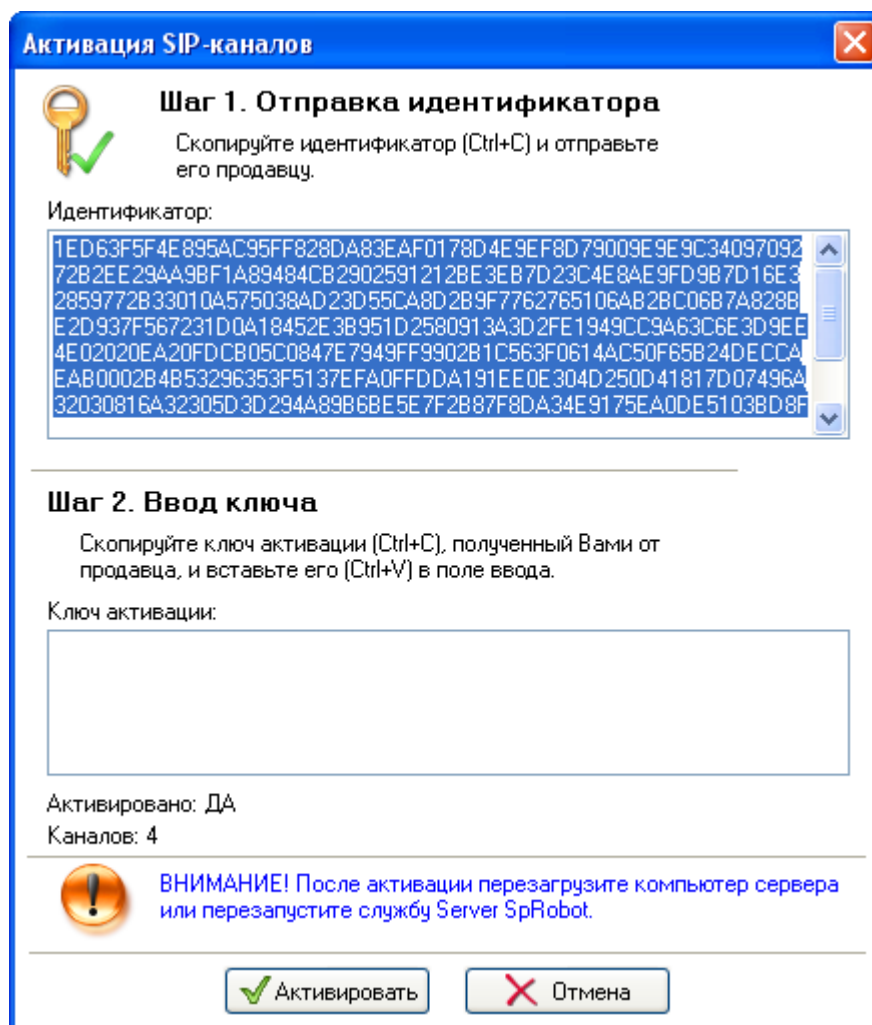 Активация SIP-каналов
Шаг 1. Отправка идентификатора
Скопируйте идентификатор (Ctrl+C) и отправьте
его продавцу.
Идентификатор:
1ED63F5F4E895AC95FF828DA83EAF0178D4E9EF8D79009E9E9C34097092
72B2EE29AA9BF1A89484CB2902591212BE3EB7D23C4E8AE9FD9B7D16E3
2859772B33010A575038AD23D55CA8D2B9F7762765106AB2BC06B7A828B
E2D937F567231D0A18452E3B951D2580913A3D2FE1949CC9A63C6E3D9EE
4E02020EA20FDCB05C0847E7949FF9902B1C563F0614AC50F65B24DECCA
EAB0002B4B53296353F5137EFA0FFDDA191EE0E304D250D41817D07496A
32030816A32305D3D294A89B6BE5E7F2B87F8DA34E9175EA0DE5103BD8F
Шаг 2. Ввод ключа
Скопируйте ключ активации (Ctrl+C), полученный Вами от
продавца, и вставьте его (Ctrl+V) в поле ввода.
Ключ активации:
Активировано: ДА
Каналов: 4
ВНИМАНИЕ! После активации перезагрузите компьютер сервера
или перезапустите службу Server SpRobot.
Активировать
Отмена